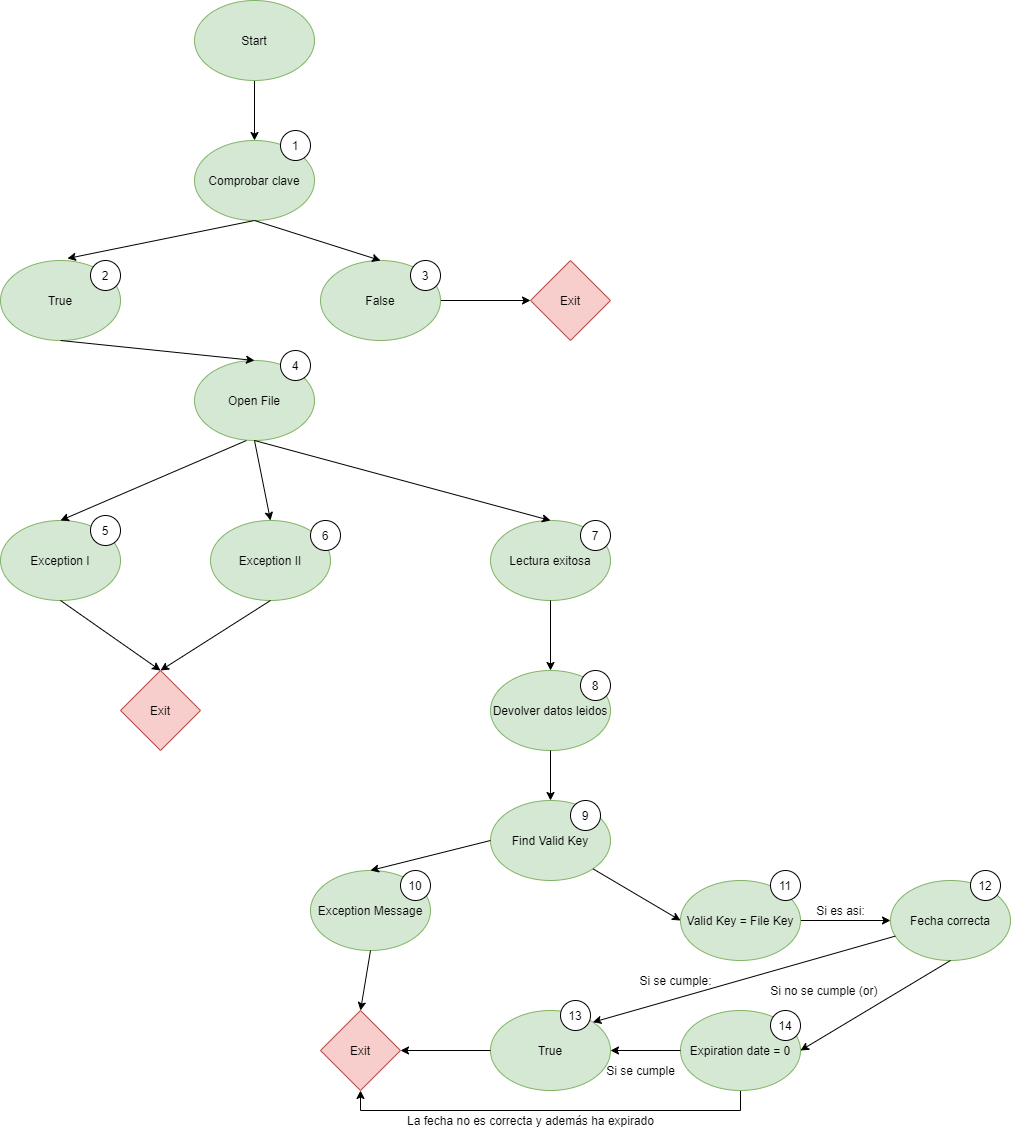 Start
1
Comprobar clave
2
True
3
False
Exit
4
Open File
5
Exception I
6
Exception II
7
Lectura exitosa
Exit
8
Devolver datos leidos
9
Find Valid Key
10
Exception Message
11
Valid Key = File Key
Si es asi:
12
Fecha correcta
Si se cumple:
Si no se cumple (or)
Exit
13
True
14
Expiration date = 0
Si se cumple
La fecha no es correcta y además ha expirado